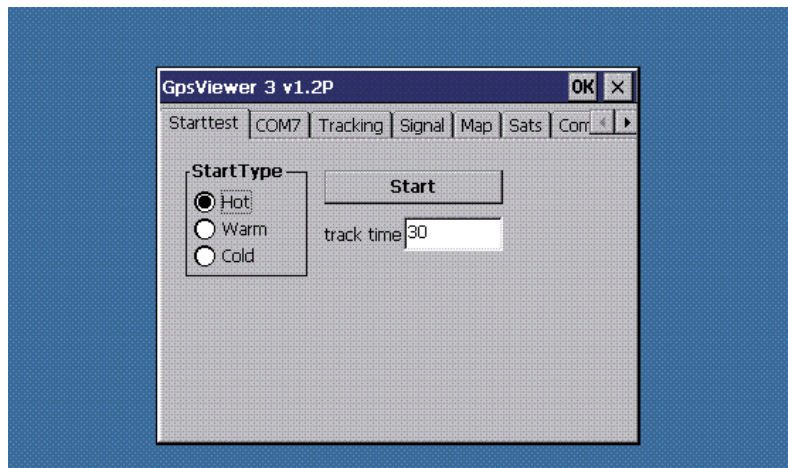 GpsViewer 3 v1.2P OK
Starttest COM7 Tracking Signal Map Sats
StartType
Hot
Warm
Cold
Start
track time 30